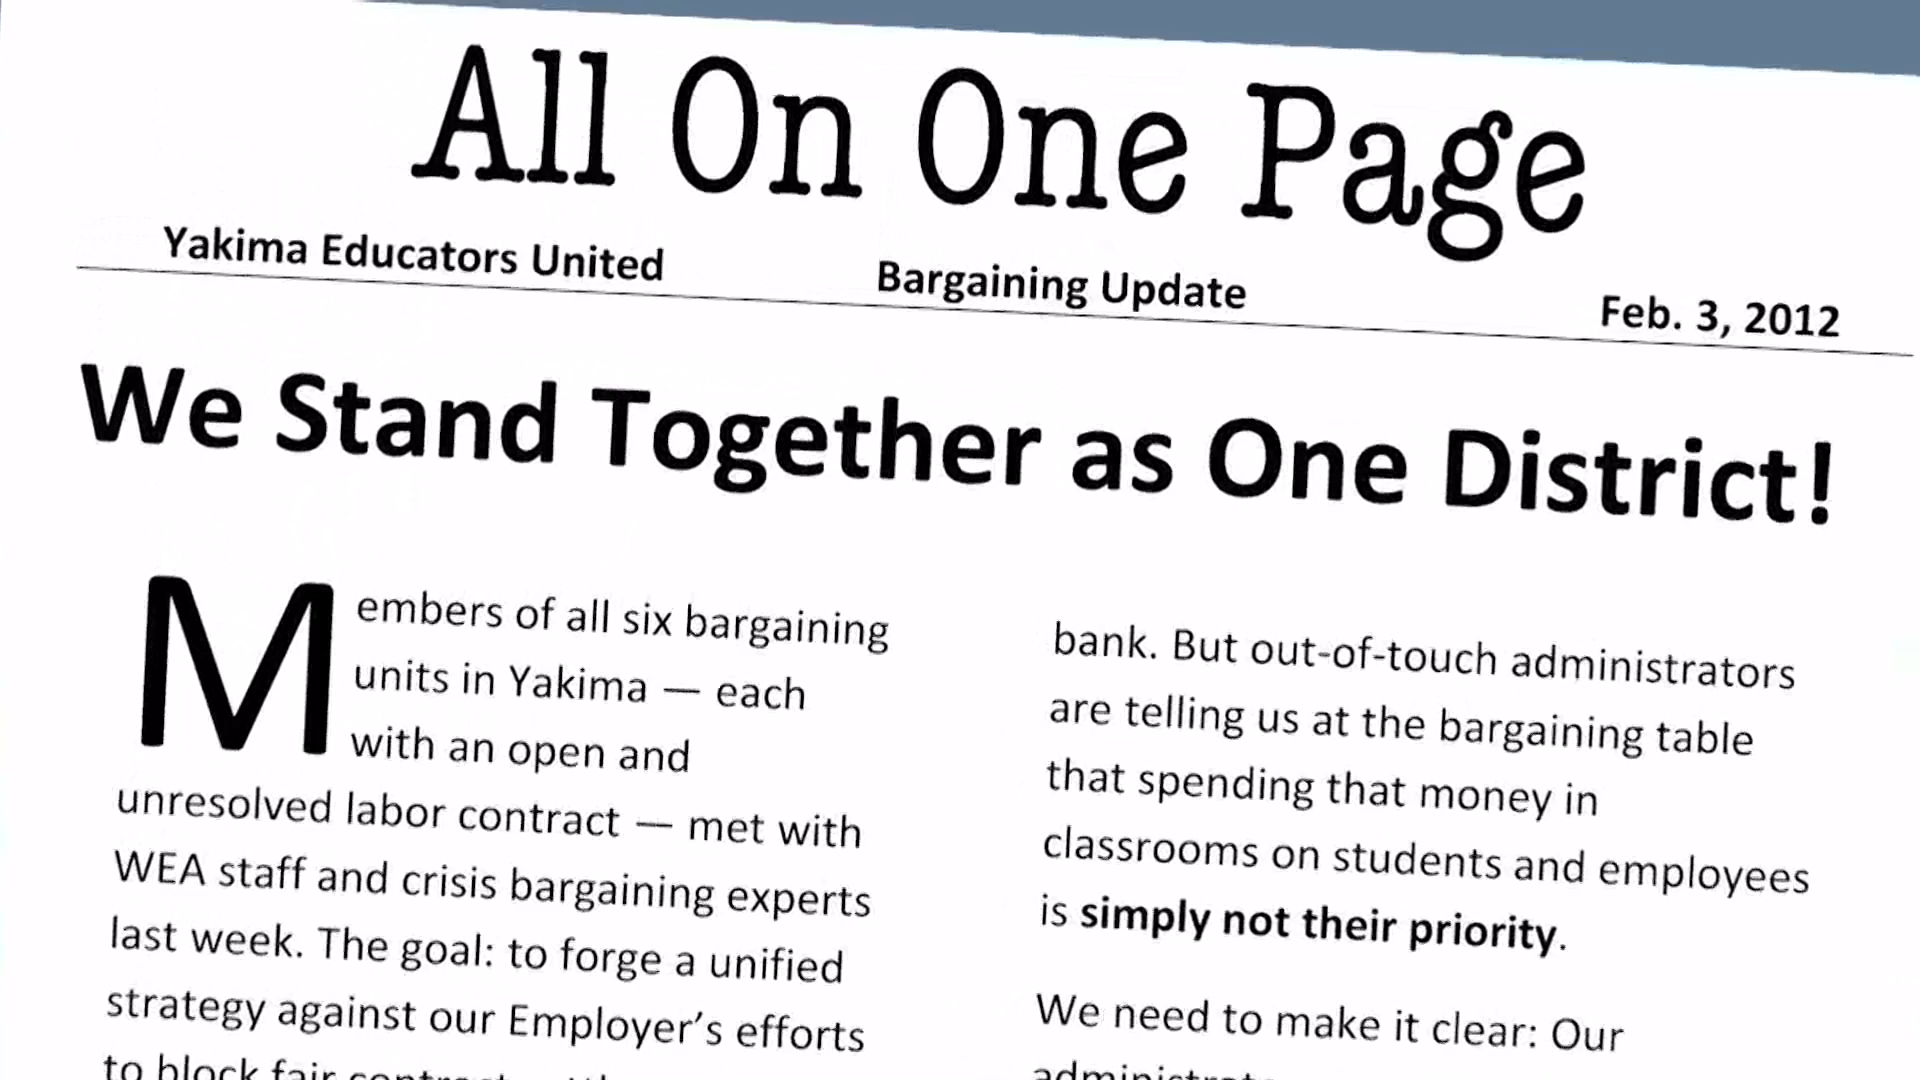 All On One Page
Yakima Educators United Bargaining Update Feb. 3, 2012
We Stand Together as One District!
Members of all six bargaining
units in Yakima — each
with an open and
unresolved labor contract — met with
WEA staff and crisis bargaining experts
last week. The goal: to forge a unified
strategy against our Employer's efforts
to block fair
bank. But out-of-touch administrators
are telling us at the bargaining table
that spending that money in
classrooms on students and employees
is simply not their priority.
We need to make it clear: Our